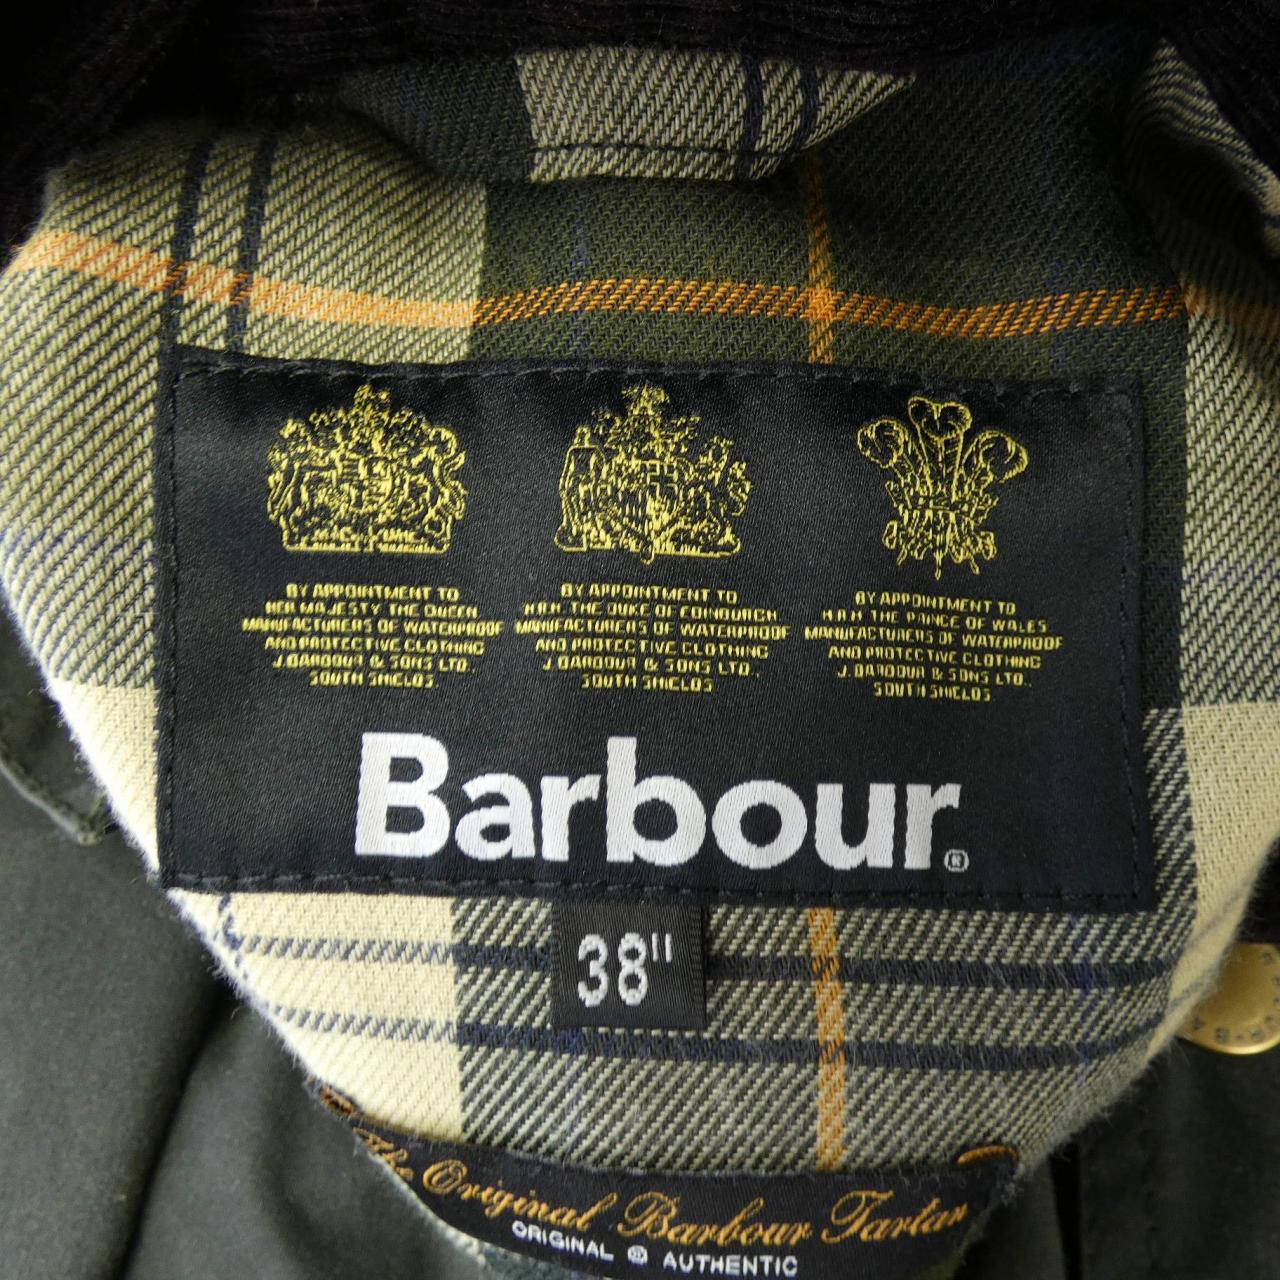 BY APPOINTMENT TO
HER MAJESTY THE QUEEN
MANUFACTURERS OF WATERPROOF
AND PROTECTIVE CLOTHING
J. BARBOUR & SONS LTD.
SOUTH SHIELDS.
BY APPOINTMENT TO
H.R.H. THE DUKE OF EDINBURGH
MANUFACTURERS OF WATERPROOF
AND PROTECTIVE CLOTHING
J. BARBOUR & SONS LTD.,
SOUTH SHIELDS
BY APPOINTMENT TO
H.R.H. THE PRINCE OF WALES
MANUFACTURERS OF WATERPROOF
AND PROTECTIVE CLOTHING
J. BARBOUR & SONS LTD.,
SOUTH SHIELDS.
Barbour®
38"
The Original Barbour Tartan
ORIGINAL & AUTHENTIC